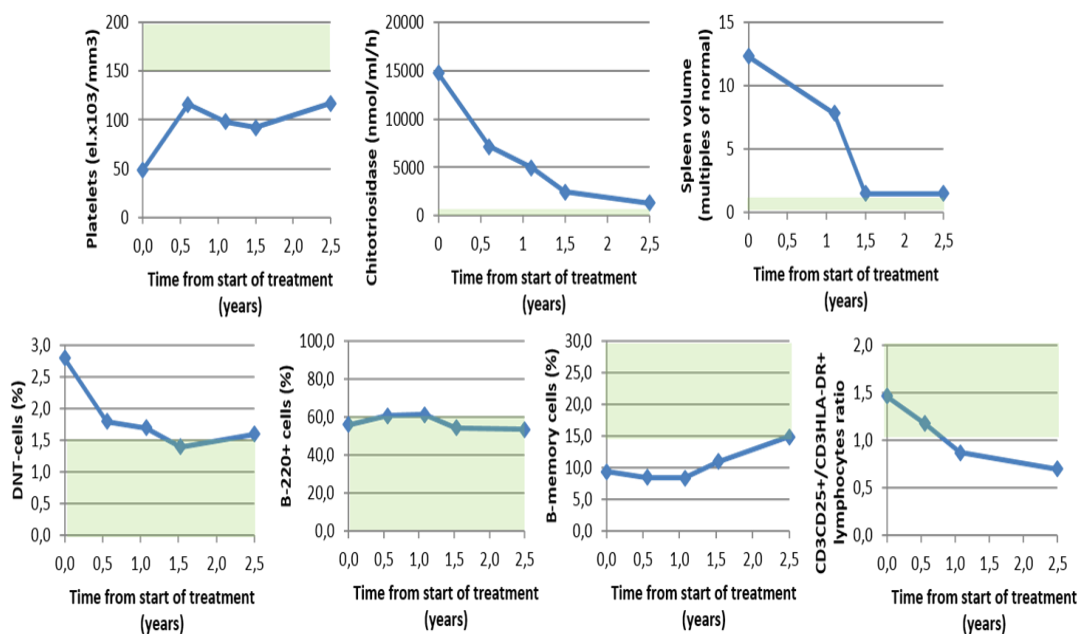 Platelets (el.x103/mm3)
200
150
100
50
0
0,0 0,5 1,0 1,5 2,0 2,5
Time from start of treatment
(years)
Chitotriosidase (nmol/ml/h)
20000
15000
10000
5000
0
0 0,5 1 1,5 2 2,5
Time from start of treatment
(years)
Spleen volume
(multiples of normal)
15
10
5
0
0 0,5 1 1,5 2 2,5
Time from start of treatment
(years)
DNT-cells (%)
3,0
2,5
2,0
1,5
1,0
0,5
0,0
0,0 0,5 1,0 1,5 2,0 2,5
Time from start of treatment
(years)
B-220+ cells (%)
100,0
80,0
60,0
40,0
20,0
0,0
0,0 0,5 1,0 1,5 2,0 2,5
Time from start of treatment
(years)
B-memory cells (%)
30,0
25,0
20,0
15,0
10,0
5,0
0,0
0,0 0,5 1,0 1,5 2,0 2,5
Time from start of treatment
(years)
CD3CD25+/CD3HLA-DR+
lymphocytes ratio
2,0
1,5
1,0
0,5
0,0
0,0 0,5 1,0 1,5 2,0 2,5
Time from start of treatment
(years)